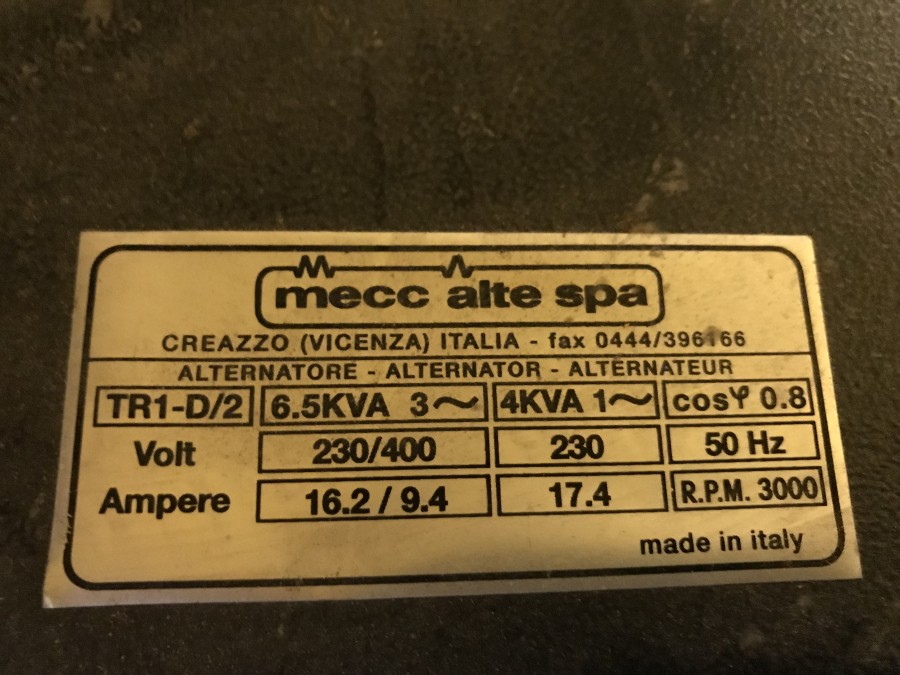 mecc alte spa
CREAZZO (VICENZA) ITALIA - fax 0444/396166
ALTERNATORE - ALTERNATOR - ALTERNATEUR
TR1-D/2 6.5KVA 3~ 4KVA 1~ cosφ 0.8
Volt 230/400 230 50 Hz
Ampere 16.2 / 9.4 17.4 R.P.M. 3000
made in italy